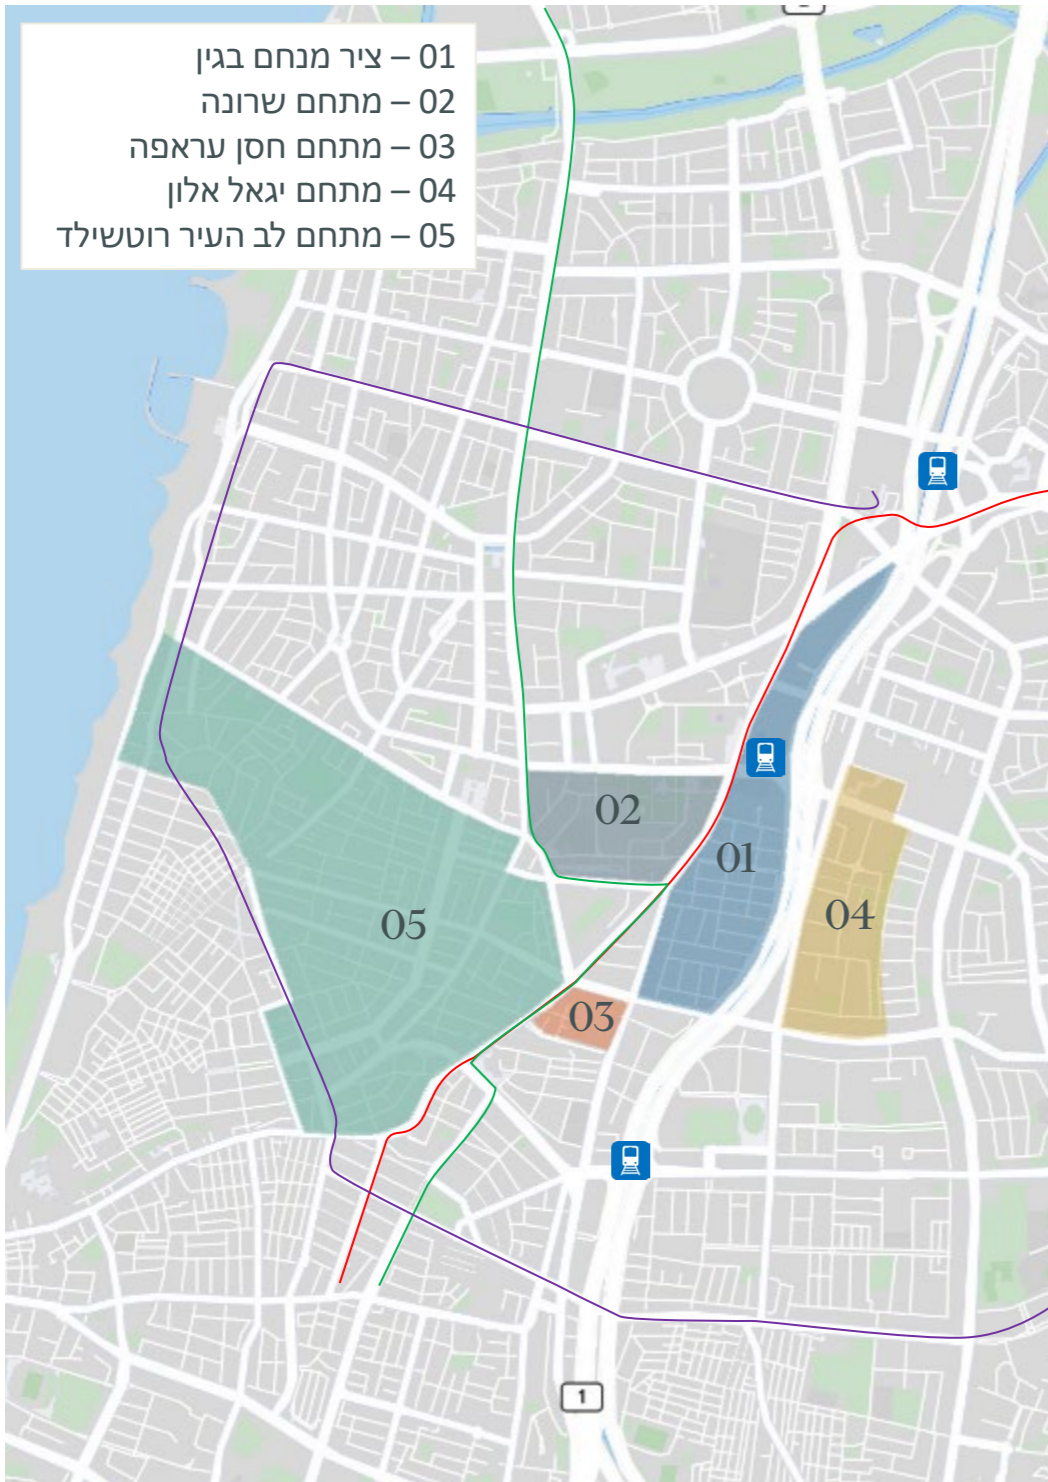 01 – ציר מנחם בגין
02 – מתחם שרונה
03 – מתחם חסן עראפה
04 – מתחם יגאל אלון
05 – מתחם לב העיר רוטשילד
02
01
04
05
03
1